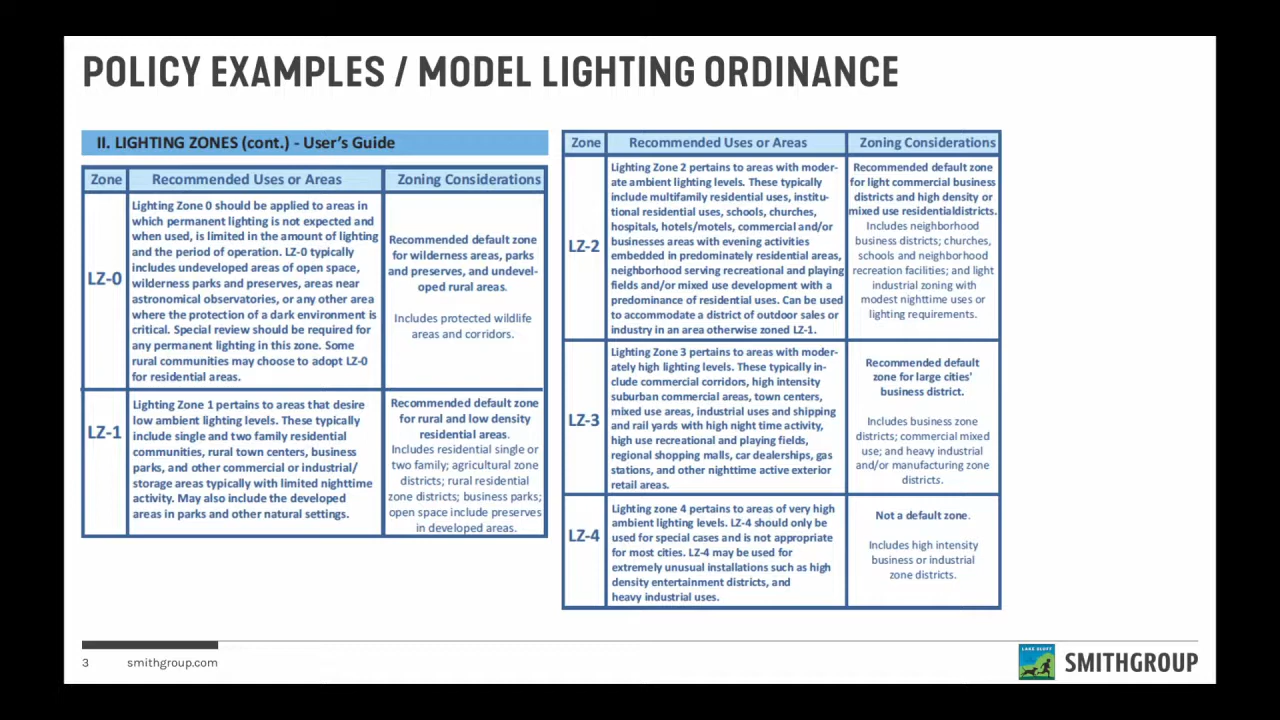 POLICY EXAMPLES / MODEL LIGHTING ORDINANCE
II. LIGHTING ZONES (cont.) - User's Guide
Zone Recommended Uses or Areas Zoning Considerations
LZ-0
Lighting Zone 0 should be applied to areas in
which permanent lighting is not expected and
when used, is limited in the amount of lighting
and the period of operation. LZ-0 typically
includes undeveloped areas of open space,
wilderness parks and preserves, areas near
astronomical observatories, or any other area
where the protection of a dark environment is
critical. Special review should be required for
any permanent lighting in this zone. Some
rural communities may choose to adopt LZ-0
for residential areas.
Recommended default zone
for wilderness areas, parks
and preserves, and undevel-
oped rural areas.
Includes protected wildlife
areas and corridors.
LZ-1
Lighting Zone 1 pertains to areas that desire
low ambient lighting levels. These typically
include single and two family residential
communities, rural town centers, business
parks, and other commercial or industrial/
storage areas typically with limited nighttime
activity. May also include the developed
areas in parks and other natural settings.
Recommended default zone
for rural and low density
residential areas.
Includes residential single or
two family; agricultural zone
districts; rural residential
zone districts; business parks;
open space include preserves
in developed areas.
Zone Recommended Uses or Areas Zoning Considerations
LZ-2
Lighting Zone 2 pertains to areas with moder-
ate ambient lighting levels. These typically
include multifamily residential uses, institu-
tional residential uses, schools, churches,
hospitals, hotels/motels, commercial and/or
businesses areas with evening activities
embedded in predominately residential areas,
neighborhood serving recreational and playing
fields and/or mixed use development with a
predominance of residential uses. Can be used
to accommodate a district of outdoor sales or
industry in an area otherwise zoned LZ-1.
Recommended default zone
for light commercial business
districts and high density or
mixed use residentialdistricts.
Includes neighborhood
business districts; churches,
schools and neighborhood
recreation facilities; and light
industrial zoning with
modest nighttime uses or
lighting requirements.
LZ-3
Lighting Zone 3 pertains to areas with moder-
ately high lighting levels. These typically in-
clude commercial corridors, high intensity
suburban commercial areas, town centers,
mixed use areas, industrial uses and shipping
and rail yards with high night time activity,
high use recreational and playing fields,
regional shopping malls, car dealerships, gas
stations, and other nighttime active exterior
retail areas.
Recommended default
zone for large cities'
business district.
Includes business zone
districts; commercial mixed
use; and heavy industrial
and/or manufacturing zone
districts.
LZ-4
Lighting zone 4 pertains to areas of very high
ambient lighting levels. LZ-4 should only be
used for special cases and is not appropriate
for most cities. LZ-4 may be used for
extremely unusual installations such as high
density entertainment districts, and
heavy industrial uses.
Not a default zone.
Includes high intensity
business or industrial
zone districts.
3 smithgroup.com
LAKE BLUFF
SMITHGROUP